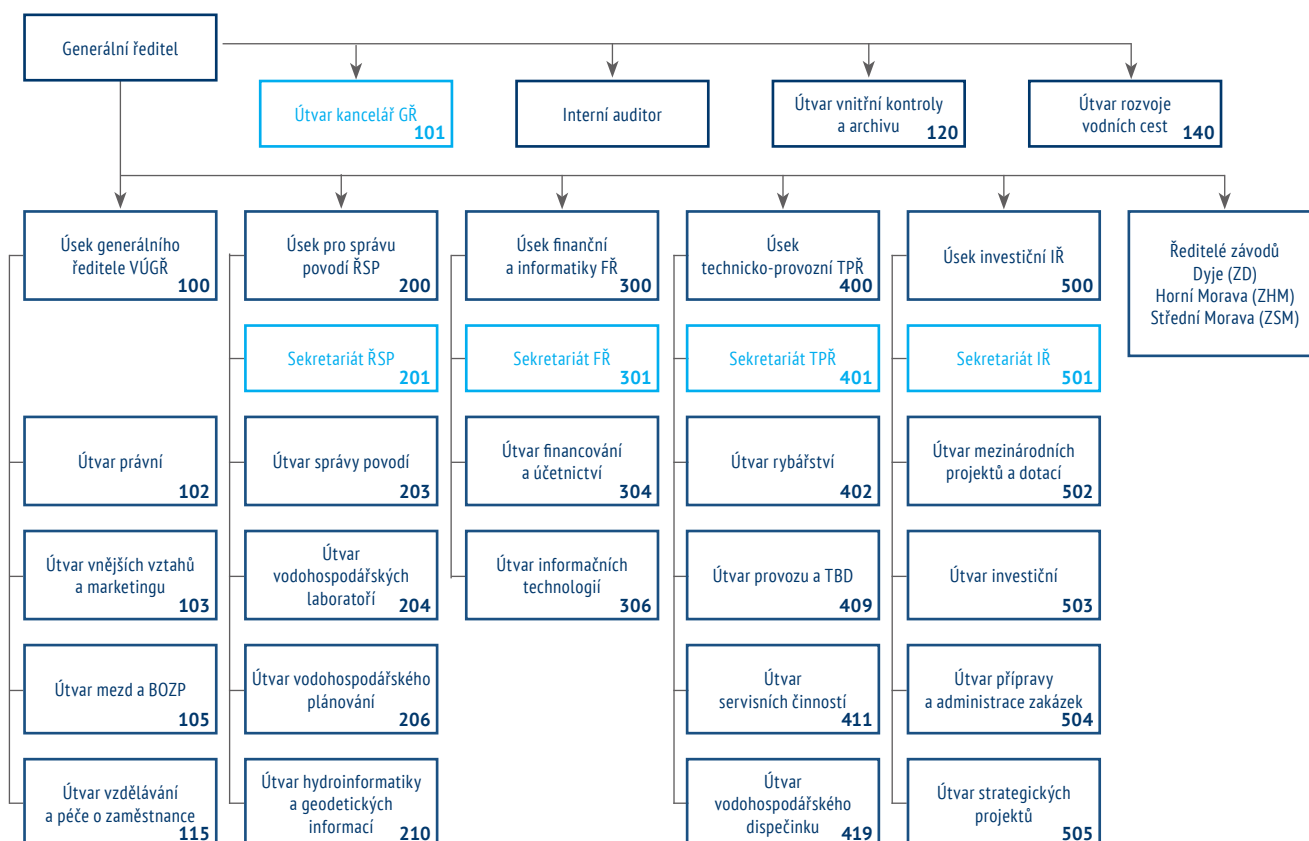 Generální ředitel
Útvar kancelář GŘ
101
Interní auditor
Útvar vnitřní kontroly
a archivu
120
Útvar rozvoje
vodních cest
140
Úsek generálního
ředitele VÚGŘ
100
Úsek pro správu
povodí ŘSP
200
Úsek finanční
a informatiky FŘ
300
Úsek
technicko-provozní TPŘ
400
Úsek investiční IŘ
500
Ředitelé závodů
Dyje (ZD)
Horní Morava (ZHM)
Střední Morava (ZSM)
Sekretariát ŘSP
201
Sekretariát FŘ
301
Sekretariát TPŘ
401
Sekretariát IŘ
501
Útvar právní
102
Útvar správy povodí
203
Útvar financování
a účetnictví
304
Útvar rybářství
402
Útvar mezinárodních
projektů a dotací
502
Útvar vnějších vztahů
a marketingu
103
Útvar
vodohospodářských
laboratoří
204
Útvar informačních
technologií
306
Útvar provozu a TBD
409
Útvar investiční
503
Útvar mezd a BOZP
105
Útvar vodohospodářského
plánování
206
Útvar
servisních činností
411
Útvar přípravy
a administrace zakázek
504
Útvar vzdělávání
a péče o zaměstnance
115
Útvar hydroinformatiky
a geodetických
informací
210
Útvar
vodohospodářského
dispečinku
419
Útvar strategických
projektů
505